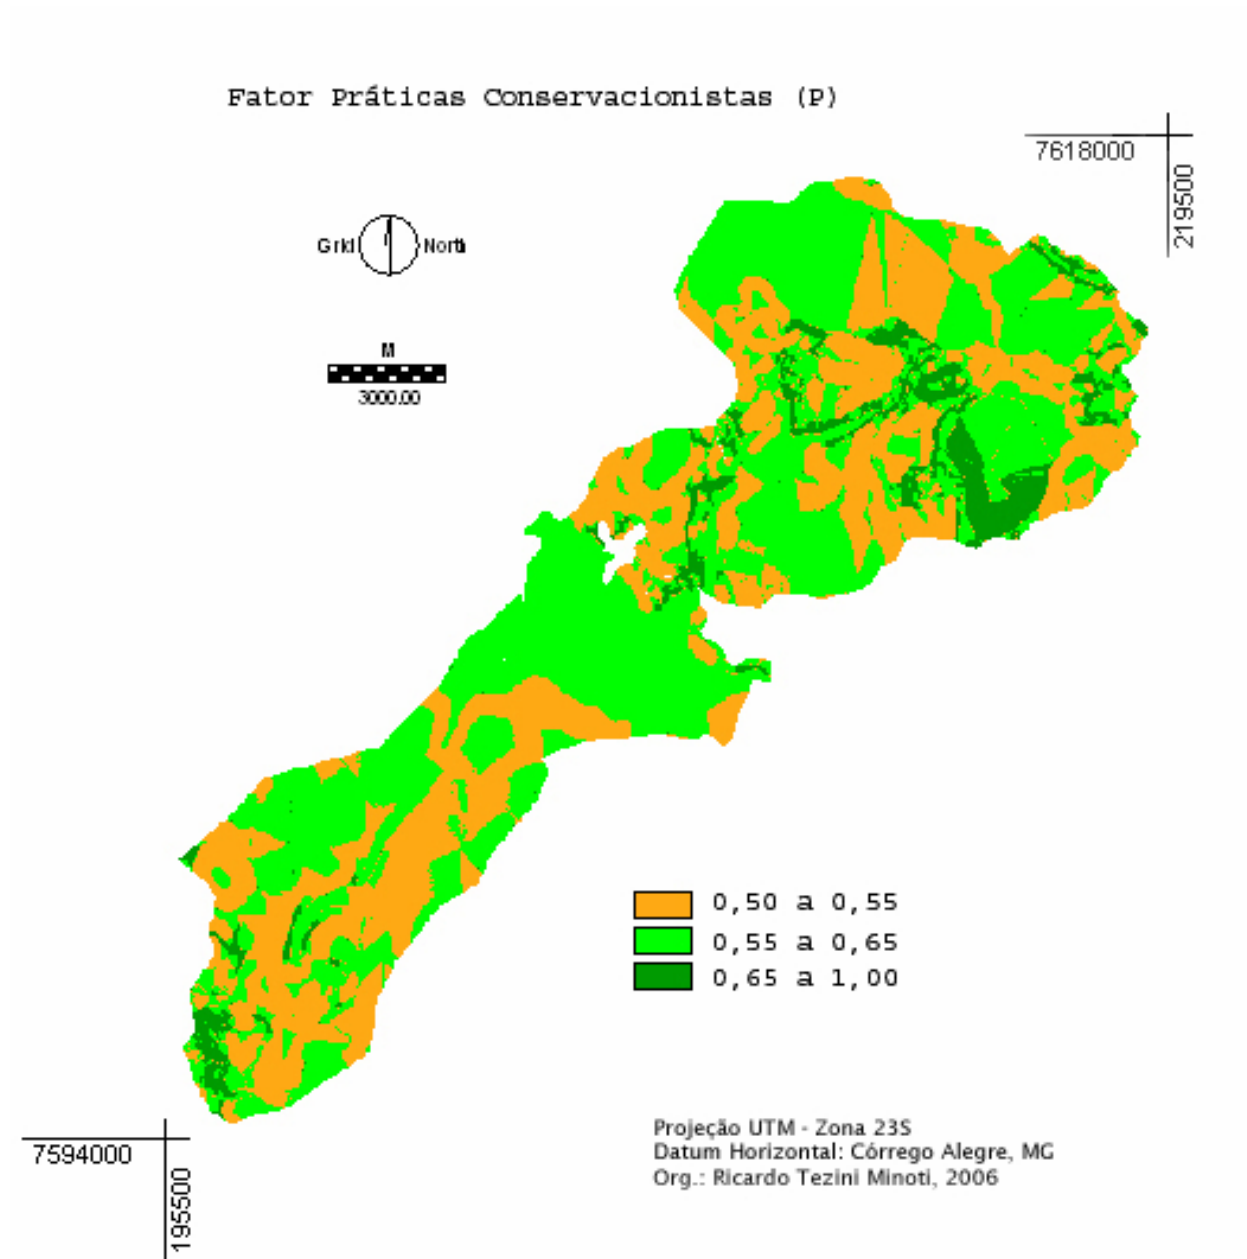 Fator Práticas Conservacionistas (P)
7618000
219500
Grid North
M
3000.00
0,50 a 0,55
0,55 a 0,65
0,65 a 1,00
Projeção UTM - Zona 23S
Datum Horizontal: Córrego Alegre, MG
Org.: Ricardo Tezini Minoti, 2006
7594000
195500